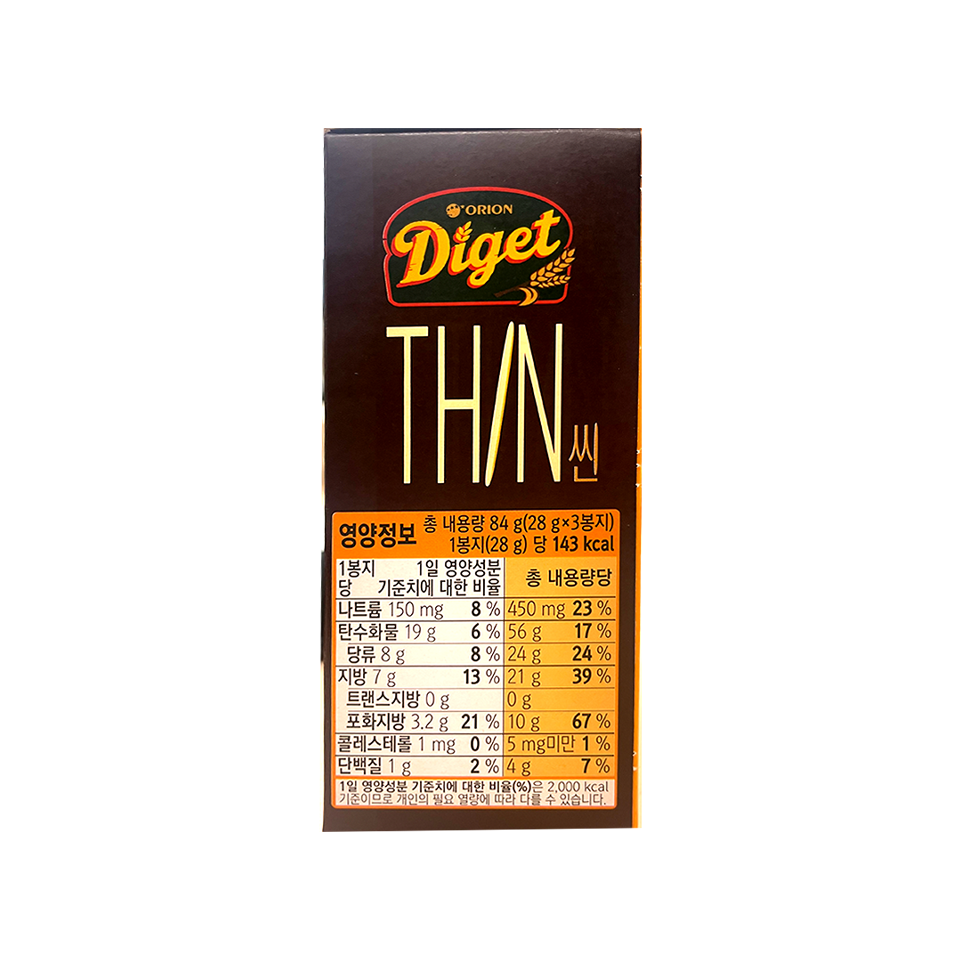 ORION
Diget
THIN 씬
영양정보 총 내용량 84 g(28 g×3봉지)
1봉지(28 g) 당 143 kcal
1봉지 당 1일 영양성분 기준치에 대한 비율 총 내용량당
나트륨 150 mg 8 % 450 mg 23 %
탄수화물 19 g 6 % 56 g 17 %
당류 8 g 8 % 24 g 24 %
지방 7 g 13 % 21 g 39 %
트랜스지방 0 g 0 g
포화지방 3.2 g 21 % 10 g 67 %
콜레스테롤 1 mg 0 % 5 mg미만 1 %
단백질 1 g 2 % 4 g 7 %
1일 영양성분 기준치에 대한 비율(%)은 2,000 kcal
기준이므로 개인의 필요 열량에 따라 다를 수 있습니다.